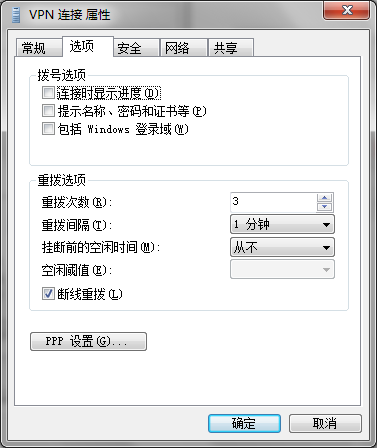 VPN 连接 属性
常规 选项 安全 网络 共享
拨号选项
连接时显示进度(D)
提示名称、密码和证书等(P)
包括 Windows 登录域(W)
重拨选项
重拨次数(R): 3
重拨间隔(T): 1 分钟
挂断前的空闲时间(M): 从不
空闲阈值(E):
断线重拨(L)
PPP 设置(G)...
确定 取消